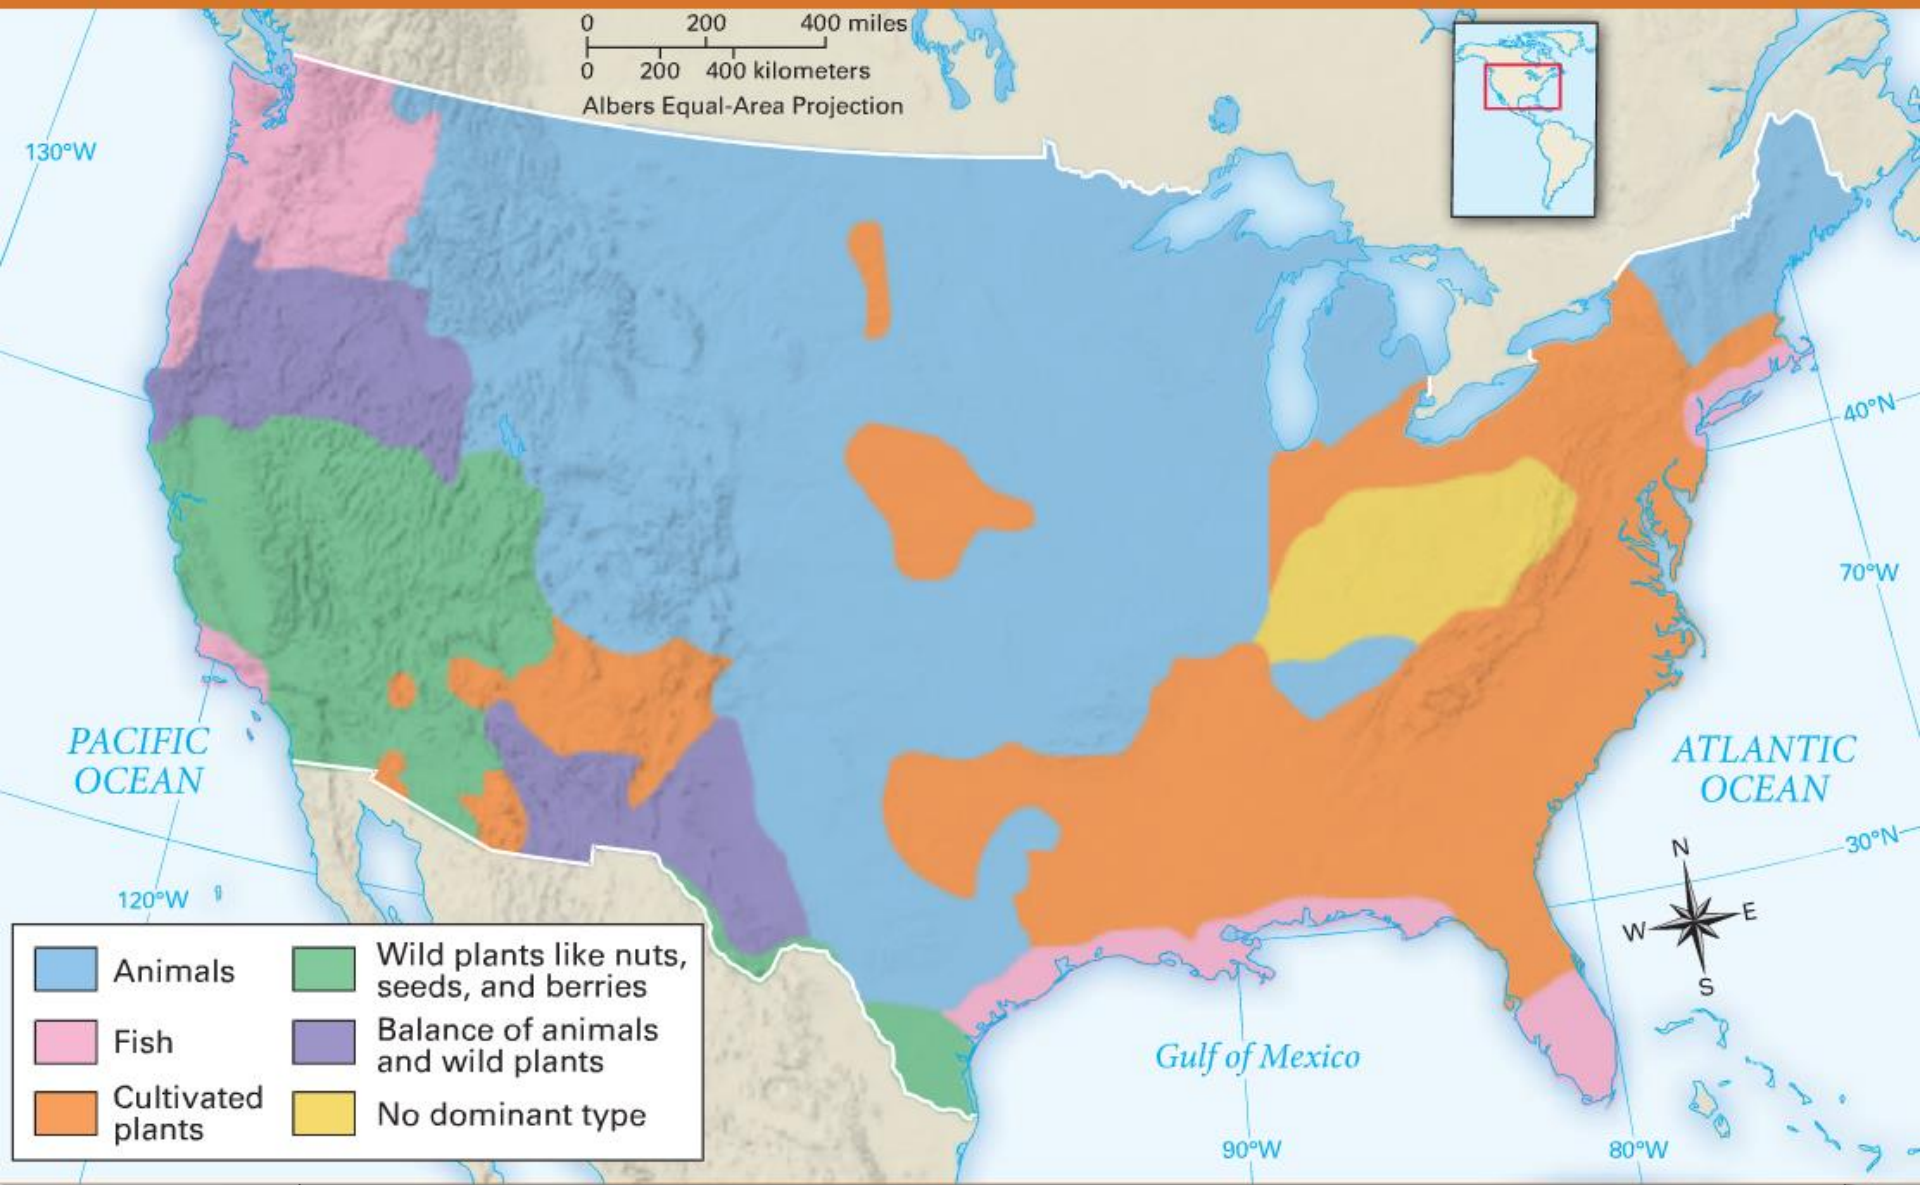 0 200 400 miles
0 200 400 kilometers
Albers Equal-Area Projection
130°W
40°N
70°W
PACIFIC
OCEAN
ATLANTIC
OCEAN
30°N
N
E
W
S
120°W
Gulf of Mexico
90°W
80°W
Animals
Fish
Cultivated
plants
Wild plants like nuts,
seeds, and berries
Balance of animals
and wild plants
No dominant type